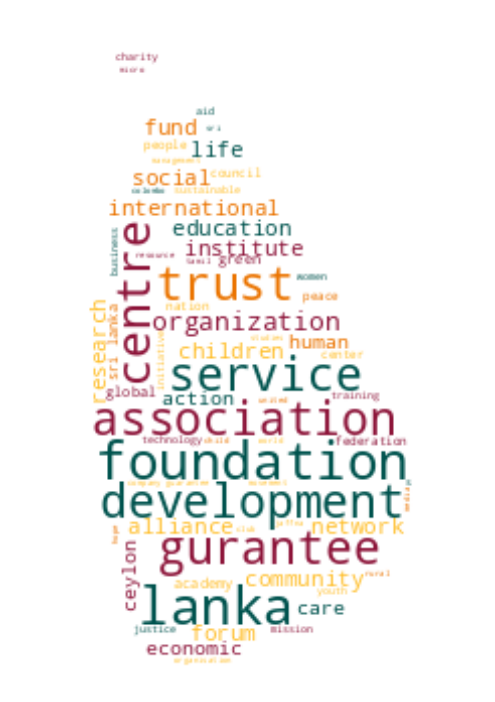 charity
micro
aid
fund
sri
people
life
management
social
council
colombo
sustainable
international
education
business
centre
institute
resource
tamil
green
trust
women
peace
nation
research
sri lanka
organization
initiative
studies
human
children
center
service
global
action
united
training
association
technology
child
world
federation
foundation
company guarantee
movement
media
development
hope
alliance
club
jaffna
network
gurantee
ceylon
academy
community
rural
youth
lanka
care
justice
forum
mission
economic
organisation